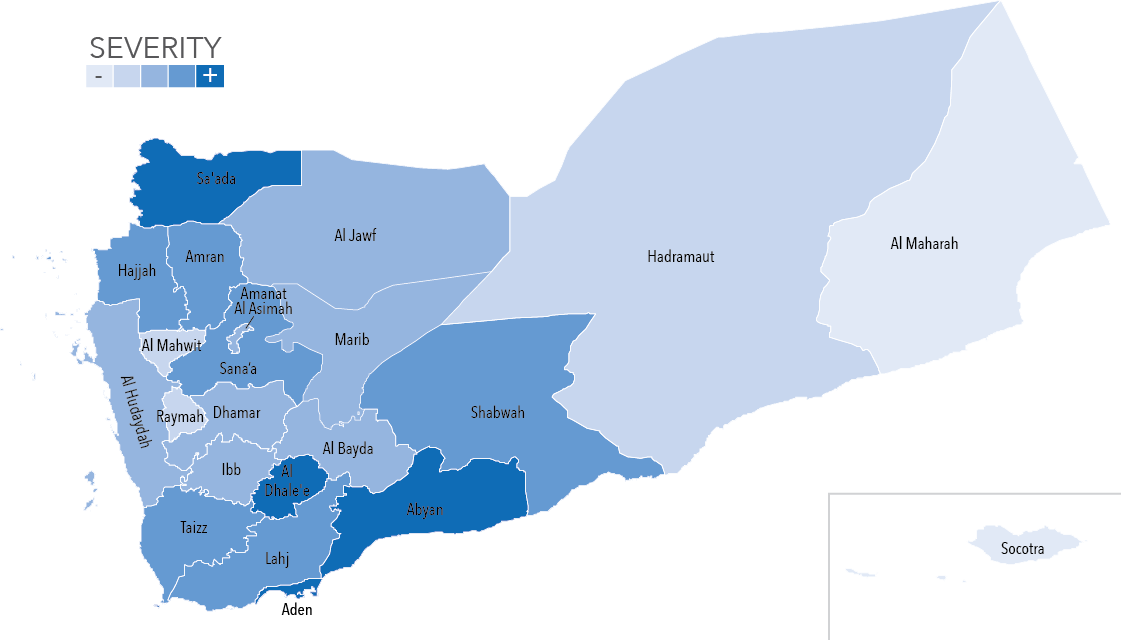 SEVERITY
- +
Sa'ada
Al Jawf
Amran
Hajjah
Hadramaut
Al Maharah
Amanat
Al Asimah
Al Mahwit
Marib
Sana'a
Al Hudaydah
Raymah
Dhamar
Shabwah
Al Bayda
Ibb
Al
Dhale'e
Abyan
Taizz
Lahj
Socotra
Aden